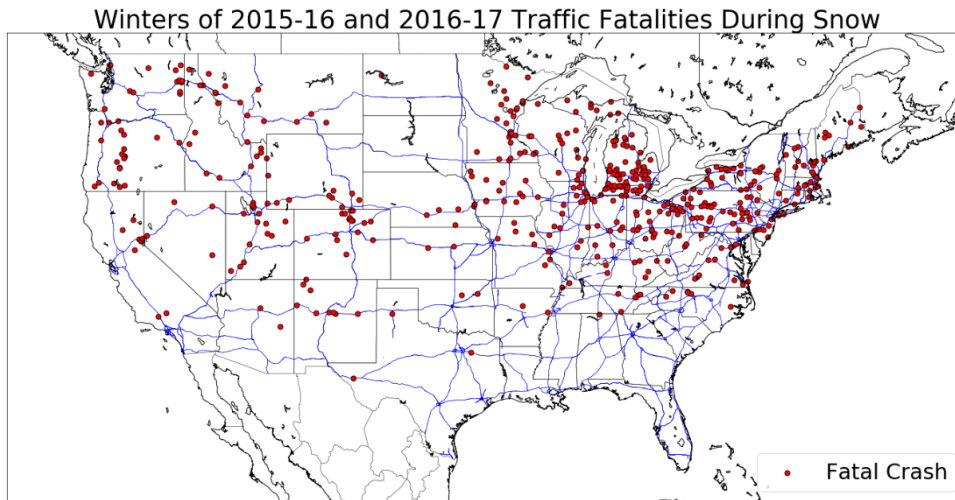 Winters of 2015-16 and 2016-17 Traffic Fatalities During Snow
Fatal Crash